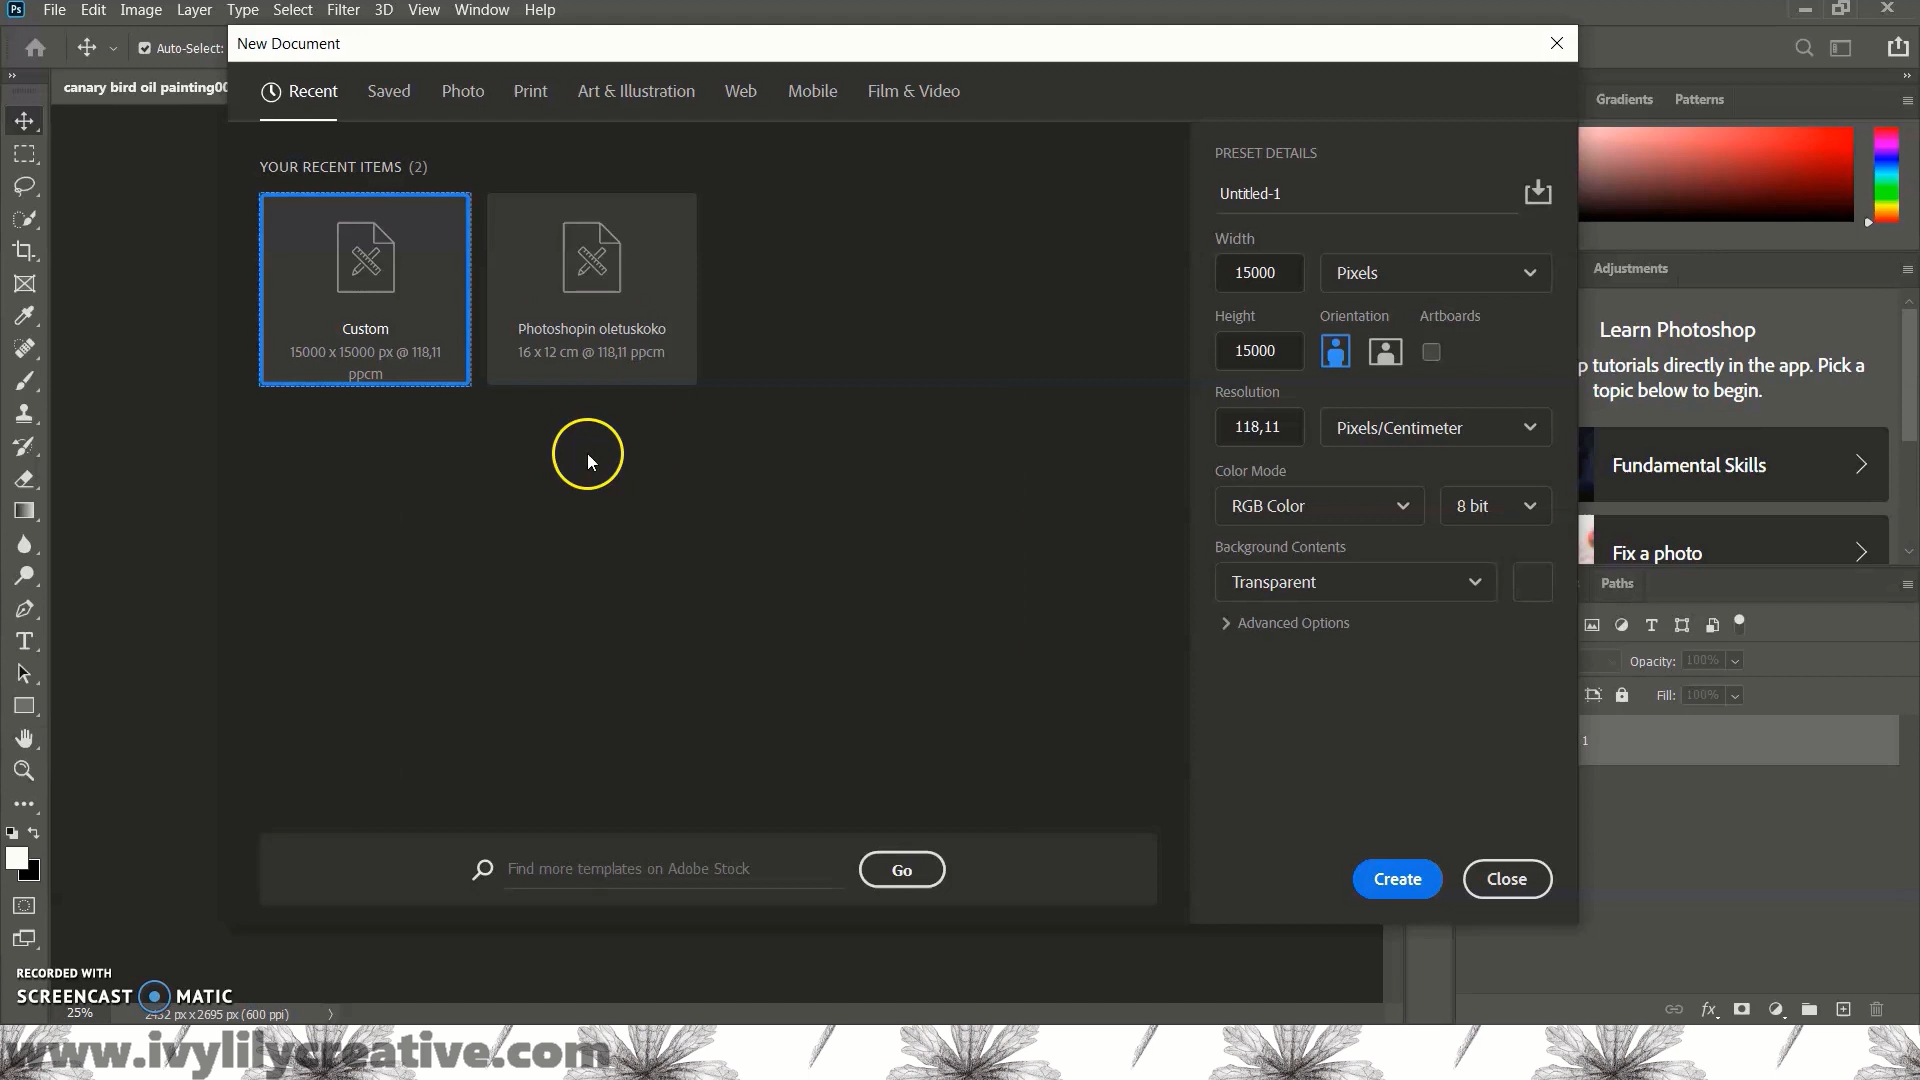 Ps File Edit Image Layer Type Select Filter 3D View Window Help
Auto-Select:
New Document
canary bird oil painting00
Recent Saved Photo Print Art & Illustration Web Mobile Film & Video
Gradients Patterns
YOUR RECENT ITEMS (2)
Custom
15000 x 15000 px @ 118,11
ppcm
Photoshopin oletuskoko
16 x 12 cm @ 118,11 ppcm
PRESET DETAILS
Untitled-1
Width
15000 Pixels
Height Orientation Artboards
15000
Resolution
118,11 Pixels/Centimeter
Color Mode
RGB Color 8 bit
Background Contents
Transparent
Advanced Options
Find more templates on Adobe Stock Go
Create Close
Adjustments
Learn Photoshop
p tutorials directly in the app. Pick a
topic below to begin.
Fundamental Skills
Fix a photo
Paths
Opacity: 100%
Fill: 100%
1
RECORDED WITH
SCREENCAST MATIC
25% px x 2695 px (600 ppi)
www.ivylilycreative.com